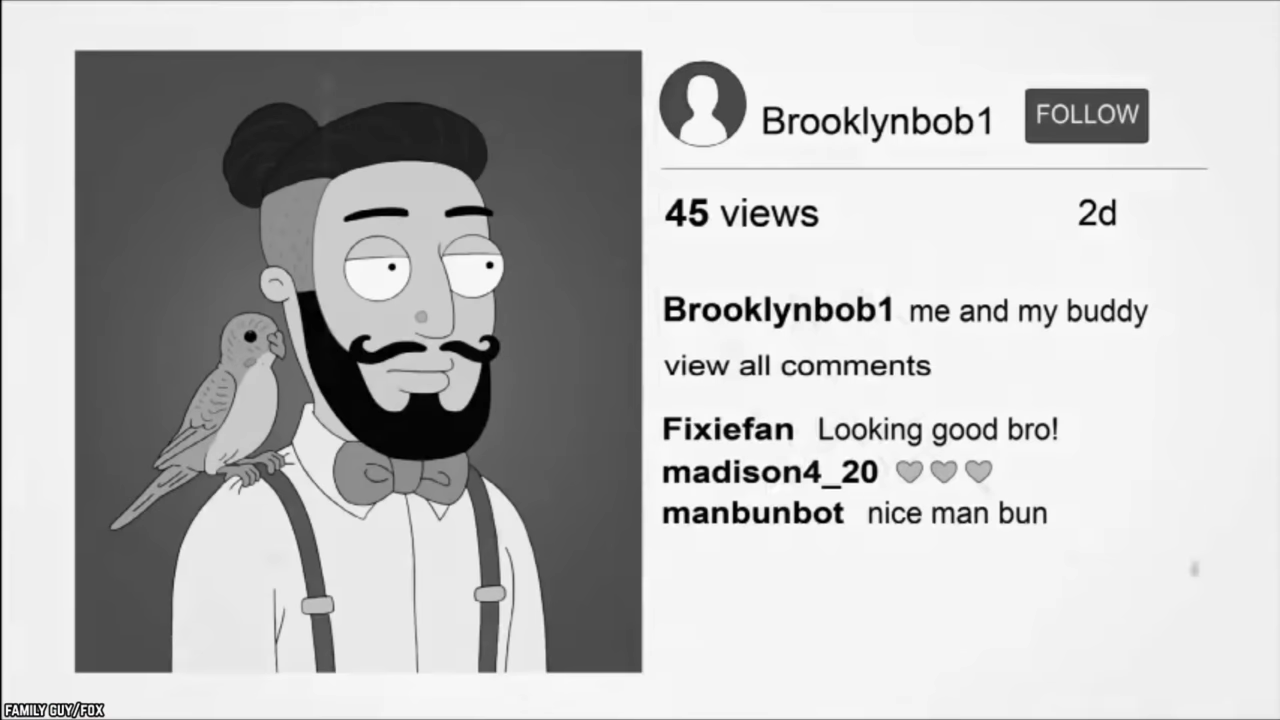 Brooklynbob1 FOLLOW
45 views 2d
Brooklynbob1 me and my buddy
view all comments
Fixiefan Looking good bro!
madison4_20 🩶🩶🩶
manbunbot nice man bun
FAMILY GUY/FOX